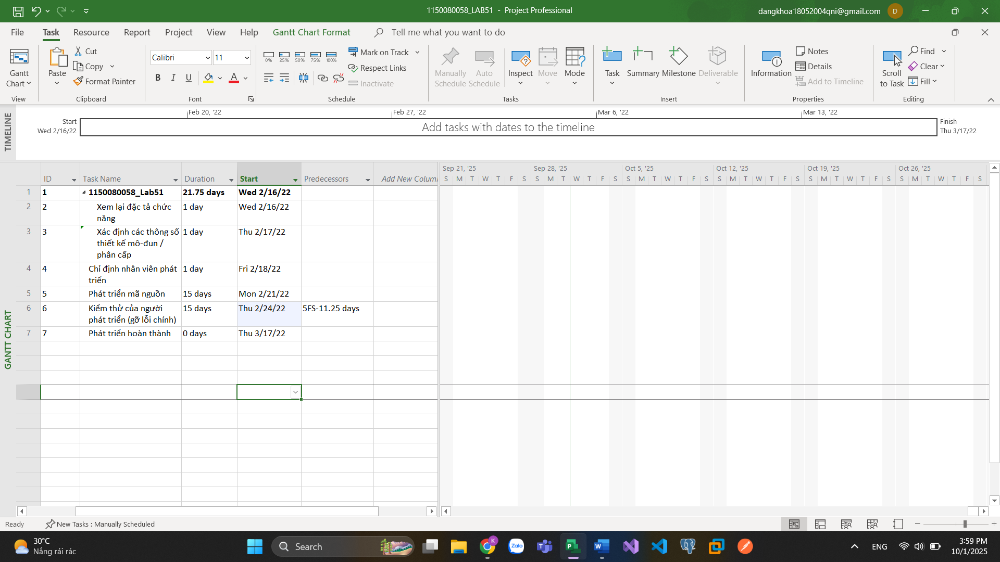 1150080058_LAB51 - Project Professional
dangkhoa18052004qni@gmail.com
D
File Task Resource Report Project View Help Gantt Chart Format Tell me what you want to do
Gantt Chart
View
Paste
Cut
Copy
Format Painter
Clipboard
Calibri 11
B I U A
Font
0% 25% 50% 75% 100%
Mark on Track
Respect Links
Inactivate
Schedule
Manually Schedule
Auto Schedule
Inspect
Move
Mode
Tasks
Task
Summary
Milestone
Deliverable
Insert
Information
Notes
Details
Add to Timeline
Properties
Scroll to Task
Find
Clear
Fill
Editing
TIMELINE
Feb 20, '22 Feb 27, '22 Mar 6, '22 Mar 13, '22
Start
Wed 2/16/22
Add tasks with dates to the timeline
Finish
Thu 3/17/22
GANTT CHART
ID Task Name Duration Start Predecessors Add New Colum
1 1 1150080058_Lab51 21.75 days Wed 2/16/22
2 2 Xem lại đặc tả chức 1 day Wed 2/16/22
năng
3 3 Xác định các thông số 1 day Thu 2/17/22
thiết kế mô-đun /
phân cấp
4 4 Chỉ định nhân viên phát 1 day Fri 2/18/22
triển
5 5 Phát triển mã nguồn 15 days Mon 2/21/22
6 6 Kiểm thử của người 15 days Thu 2/24/22 5FS-11.25 days
phát triển (gỡ lỗi chính)
7 7 Phát triển hoàn thành 0 days Thu 3/17/22
Sep 21, '25 Sep 28, '25 Oct 5, '25 Oct 12, '25 Oct 19, '25 Oct 26, '25
S M T W T F S S M T W T F S S M T W T F S S M T W T F S S M T W T F S S M T W T F S
Ready New Tasks : Manually Scheduled
30°C
Nắng rải rác
Search
K
Zalo
ENG
3:59 PM
10/1/2025